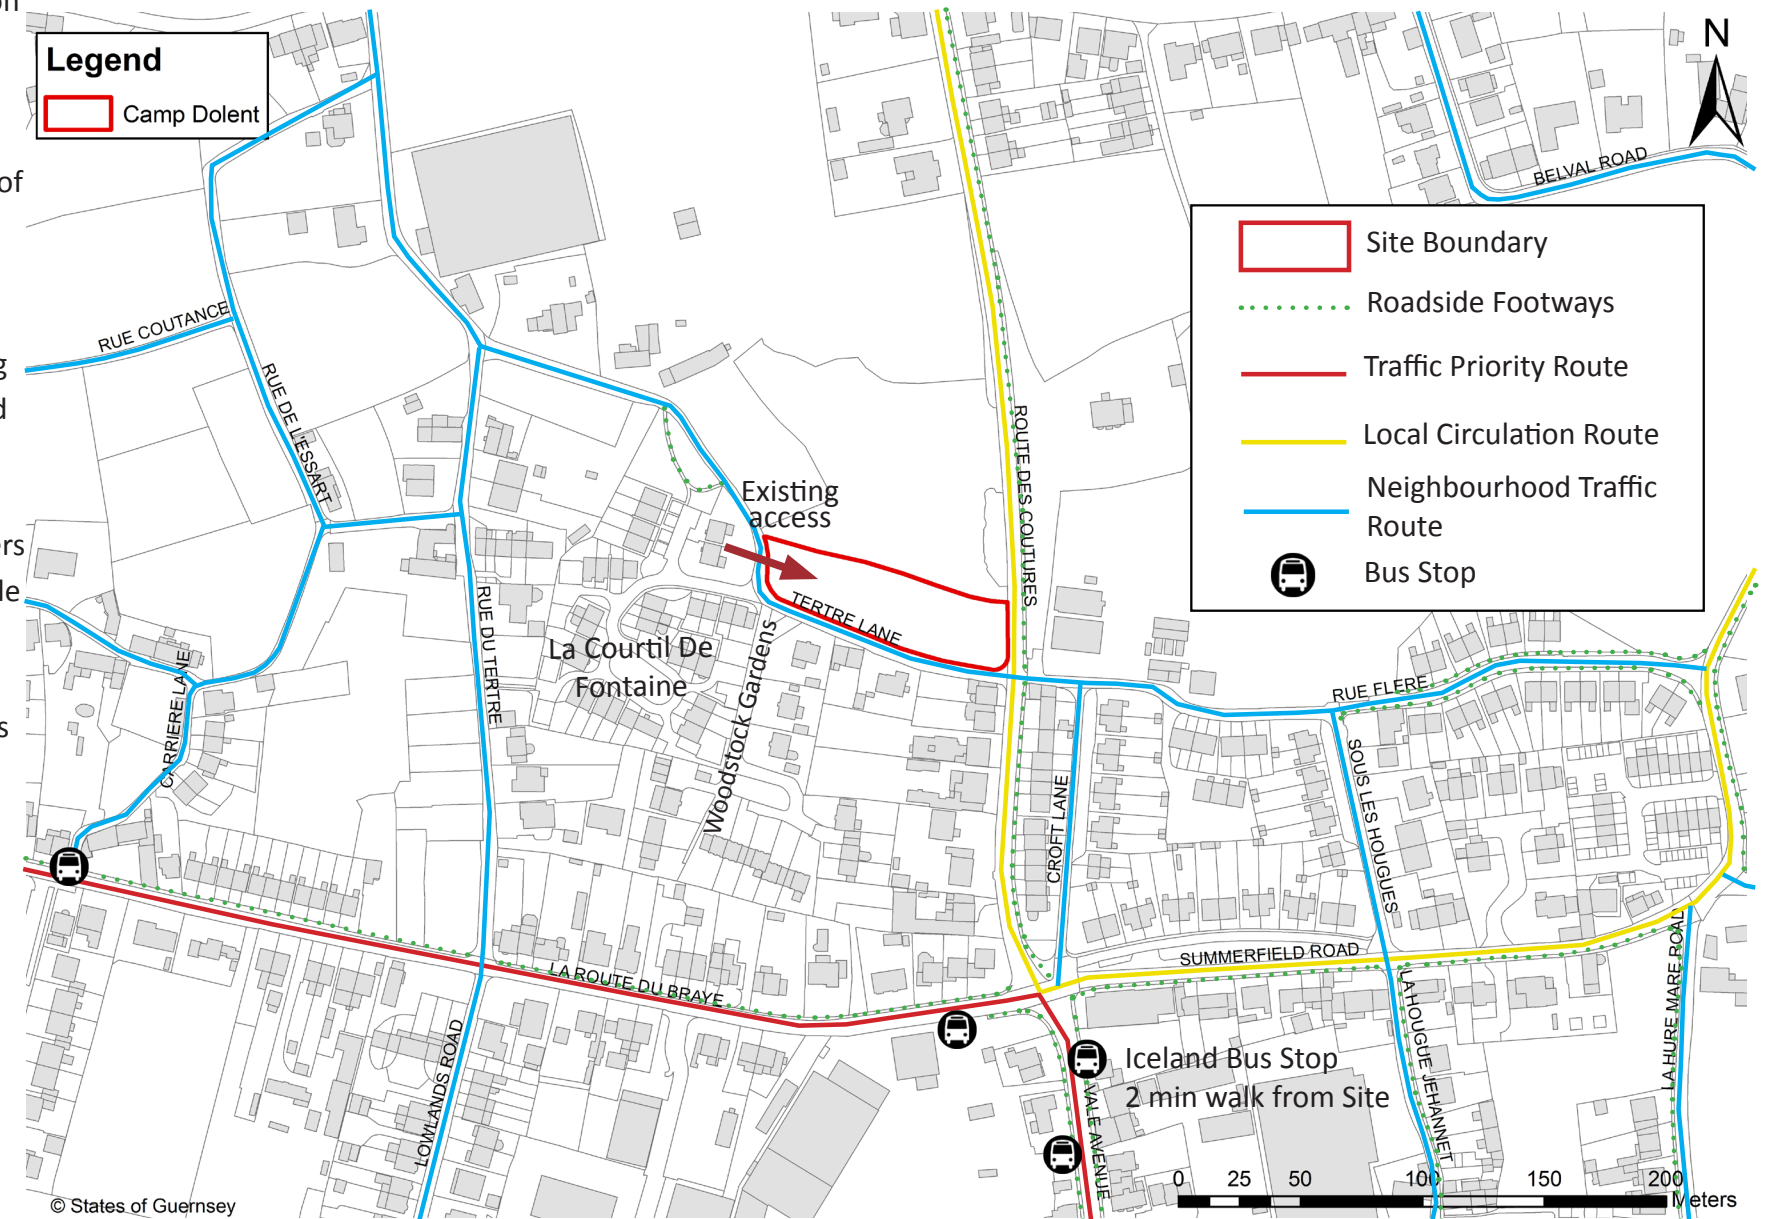 on
of
g
d
ers
le
s
Legend
Camp Dolent
N
BELVAL ROAD
Site Boundary
Roadside Footways
Traffic Priority Route
Local Circulation Route
Neighbourhood Traffic
Route
Bus Stop
RUE COUTANCE
RUE DE L'ESSART
ROUTE DES COUTURES
Existing
access
TERTRE LANE
RUE DU TERTRE
La Courtil De
Fontaine
Woodstock Gardens
CARRIERE LANE
RUE FLERE
SOUS LES HOUGUES
CROFT LANE
SUMMERFIELD ROAD
LA ROUTE DU BRAYE
LOWLANDS ROAD
Iceland Bus Stop
2 min walk from Site
VALE AVENUE
LA HOUGUE JEHANNET
LA HURE MARE ROAD
0 25 50 100 150 200
Meters
© States of Guernsey